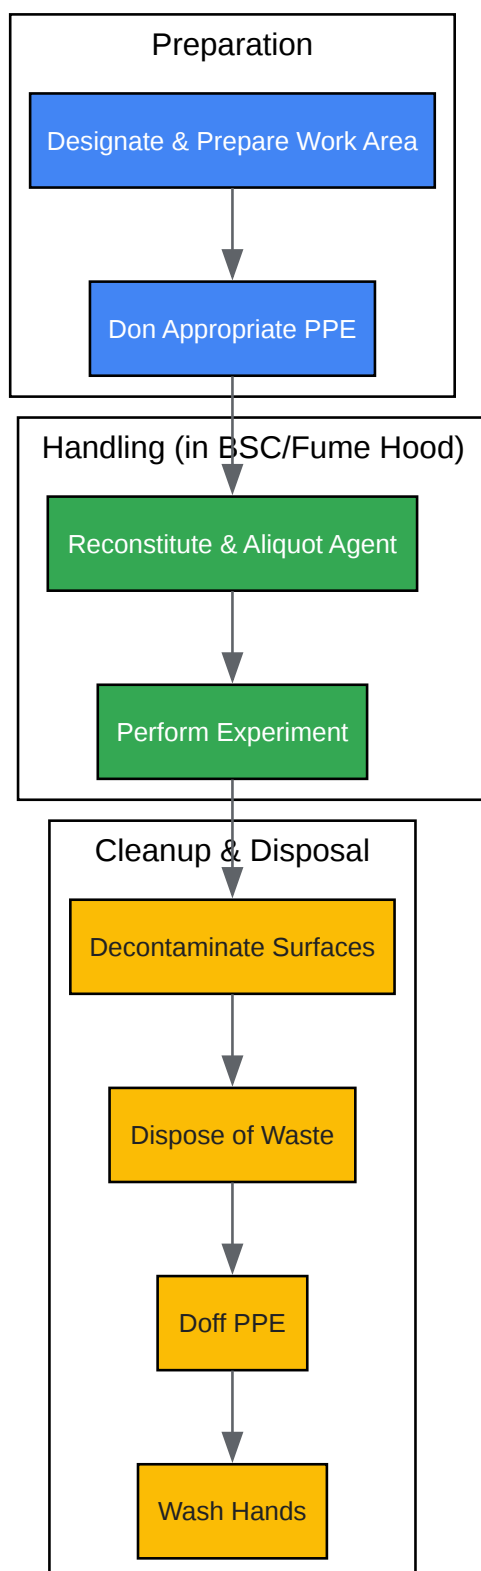 Preparation
Designate & Prepare Work Area
Don Appropriate PPE
Handling (in BSC/Fume Hood)
Reconstitute & Aliquot Agent
Perform Experiment
Cleanup & Disposal
Decontaminate Surfaces
Dispose of Waste
Doff PPE
Wash Hands